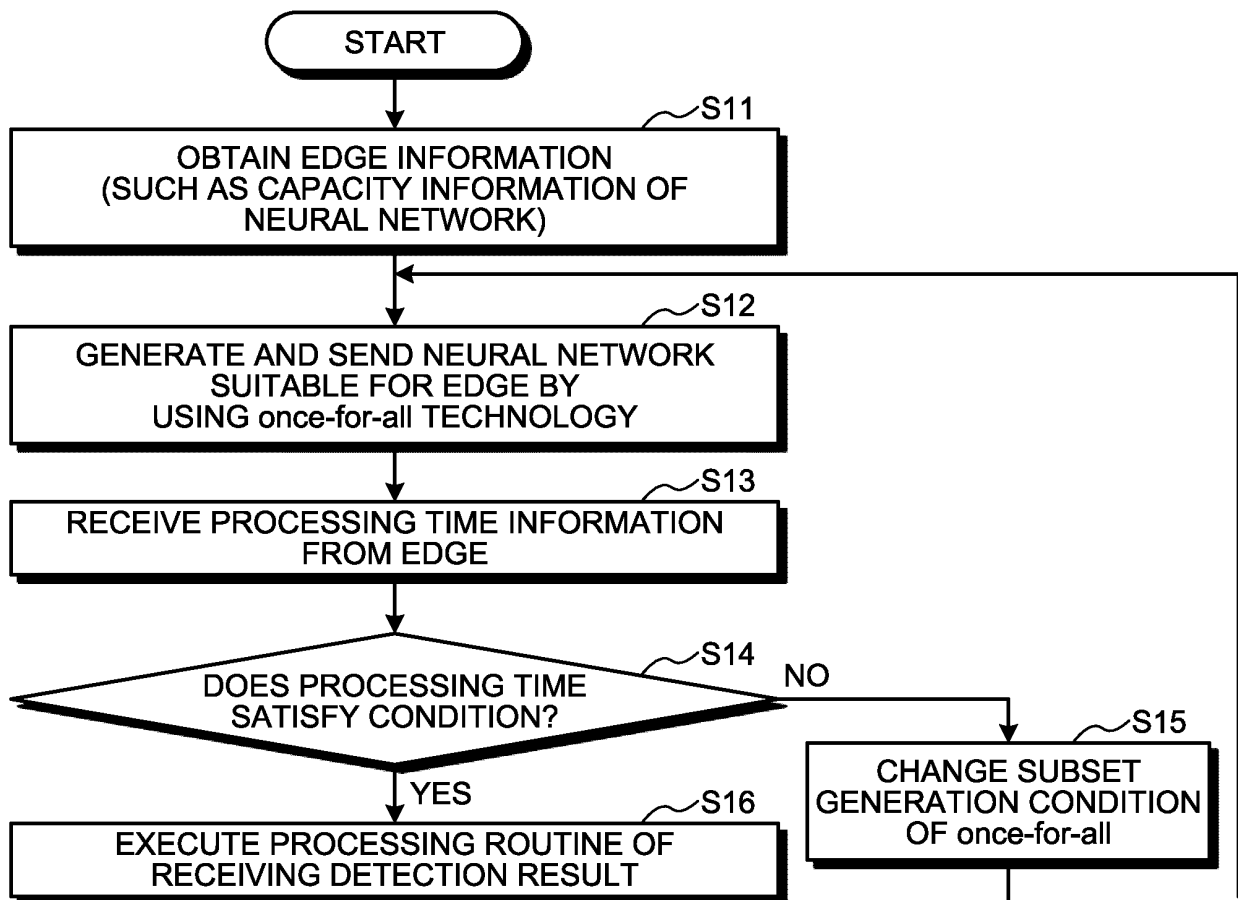 START
S11
OBTAIN EDGE INFORMATION
(SUCH AS CAPACITY INFORMATION OF
NEURAL NETWORK)
S12
GENERATE AND SEND NEURAL NETWORK
SUITABLE FOR EDGE BY
USING once-for-all TECHNOLOGY
S13
RECEIVE PROCESSING TIME INFORMATION
FROM EDGE
S14
DOES PROCESSING TIME
SATISFY CONDITION?
NO
S15
CHANGE SUBSET
GENERATION CONDITION
OF once-for-all
YES
S16
EXECUTE PROCESSING ROUTINE OF
RECEIVING DETECTION RESULT